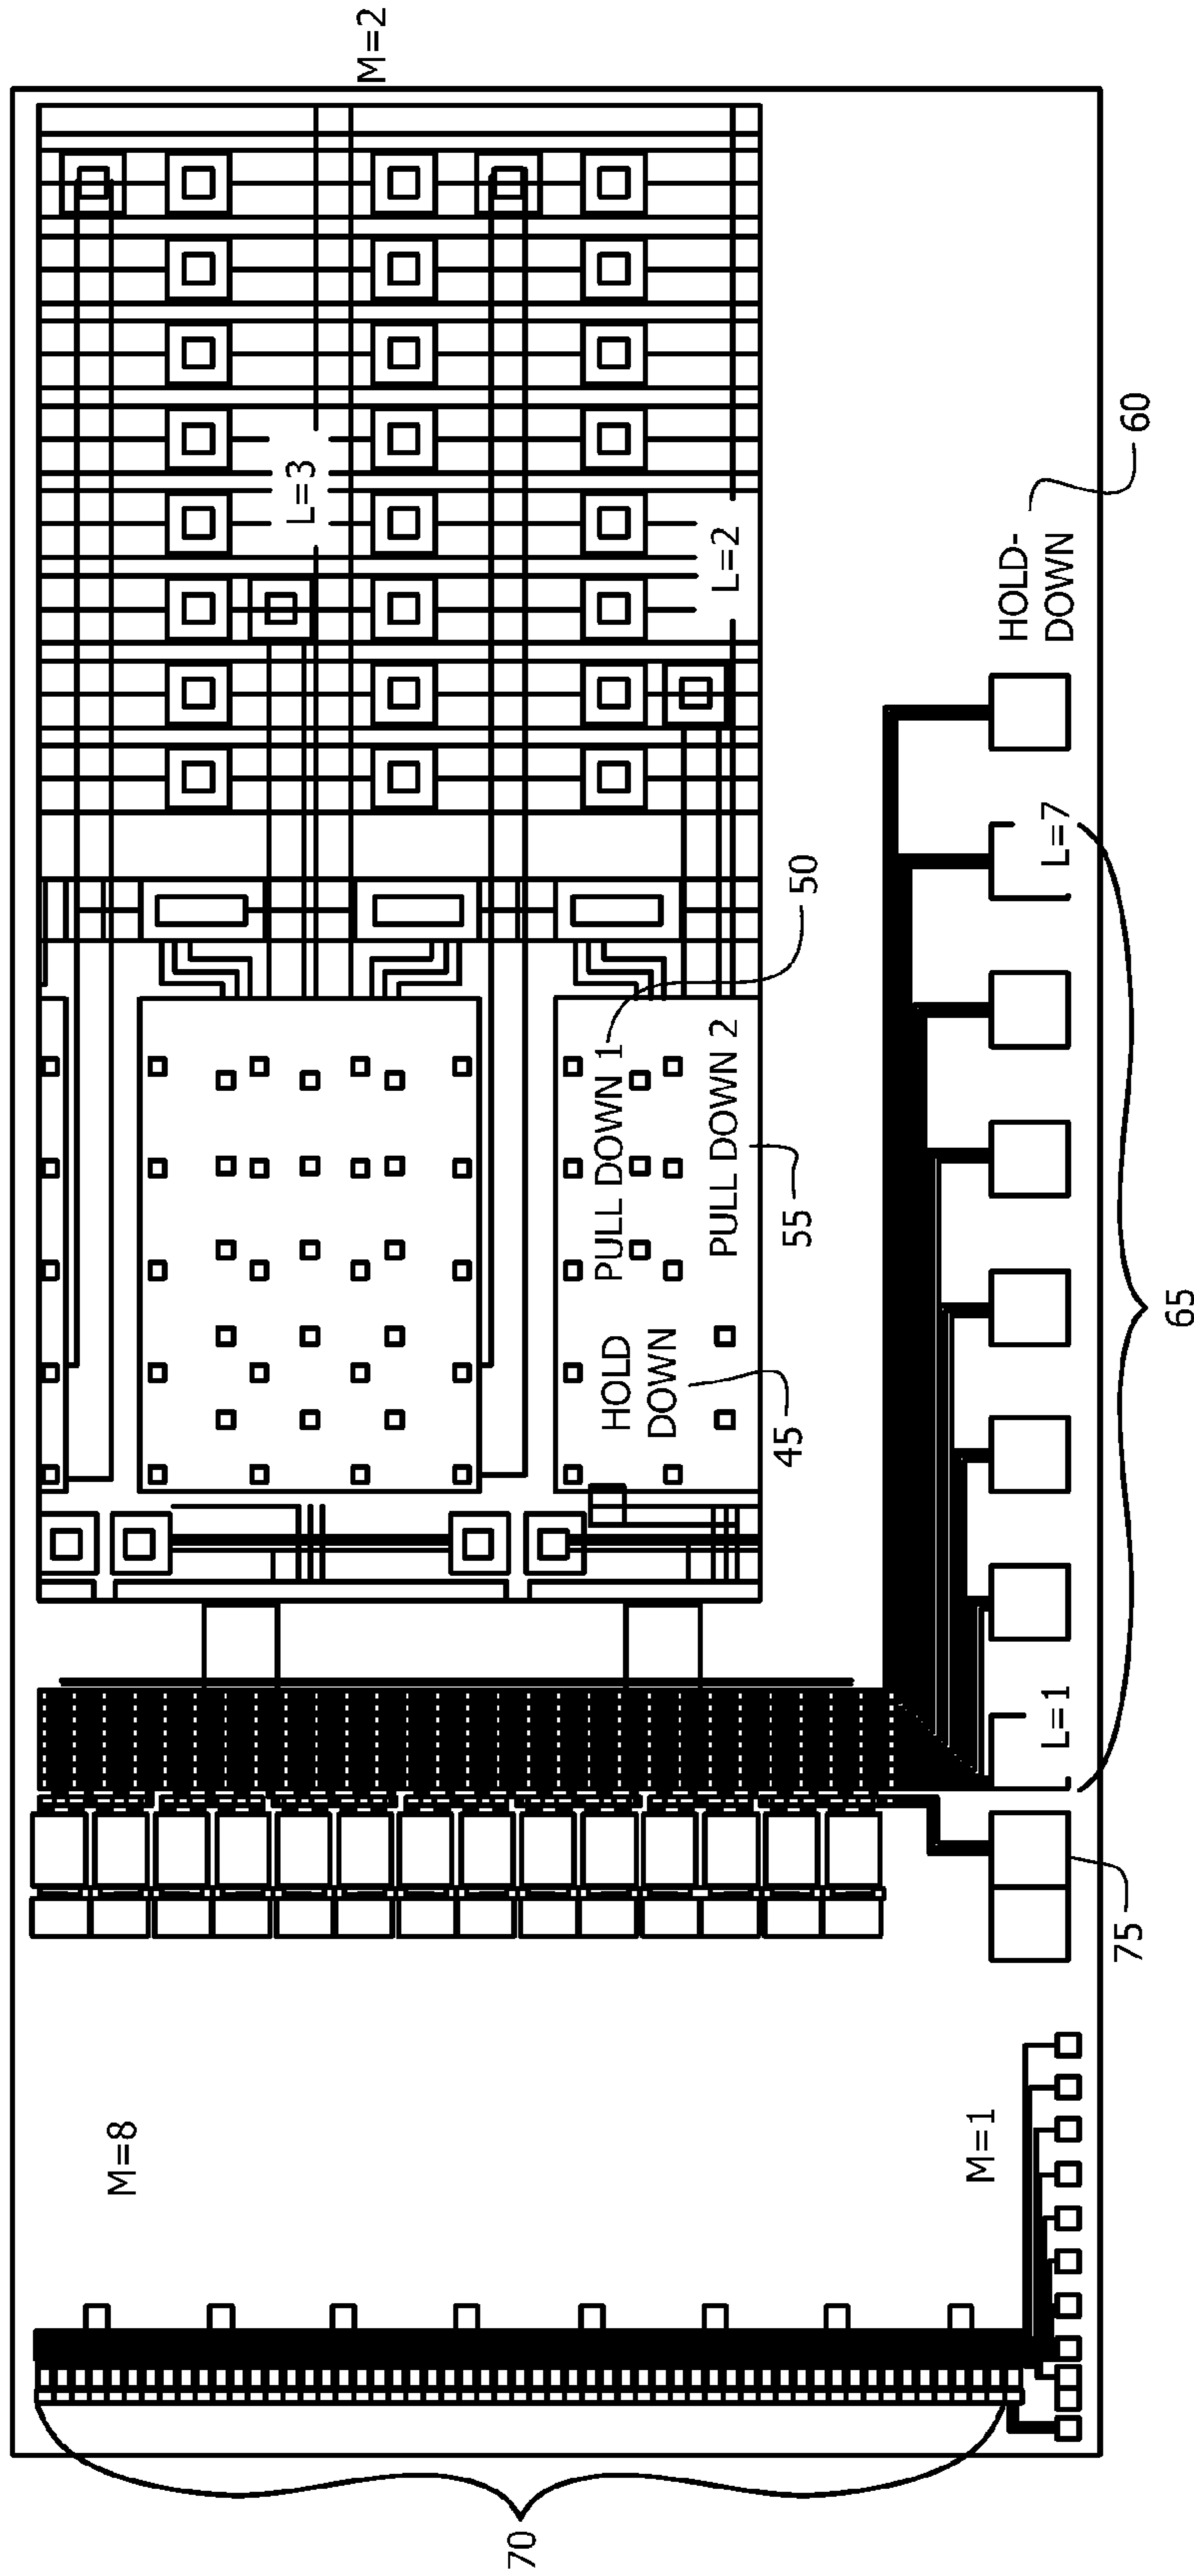 M=8
L=3
M=2
70
HOLD
DOWN
PULL DOWN 1
PULL DOWN 2
L=2
45
55
50
M=1
HOLD-
DOWN
L=1
L=7
75
60
65